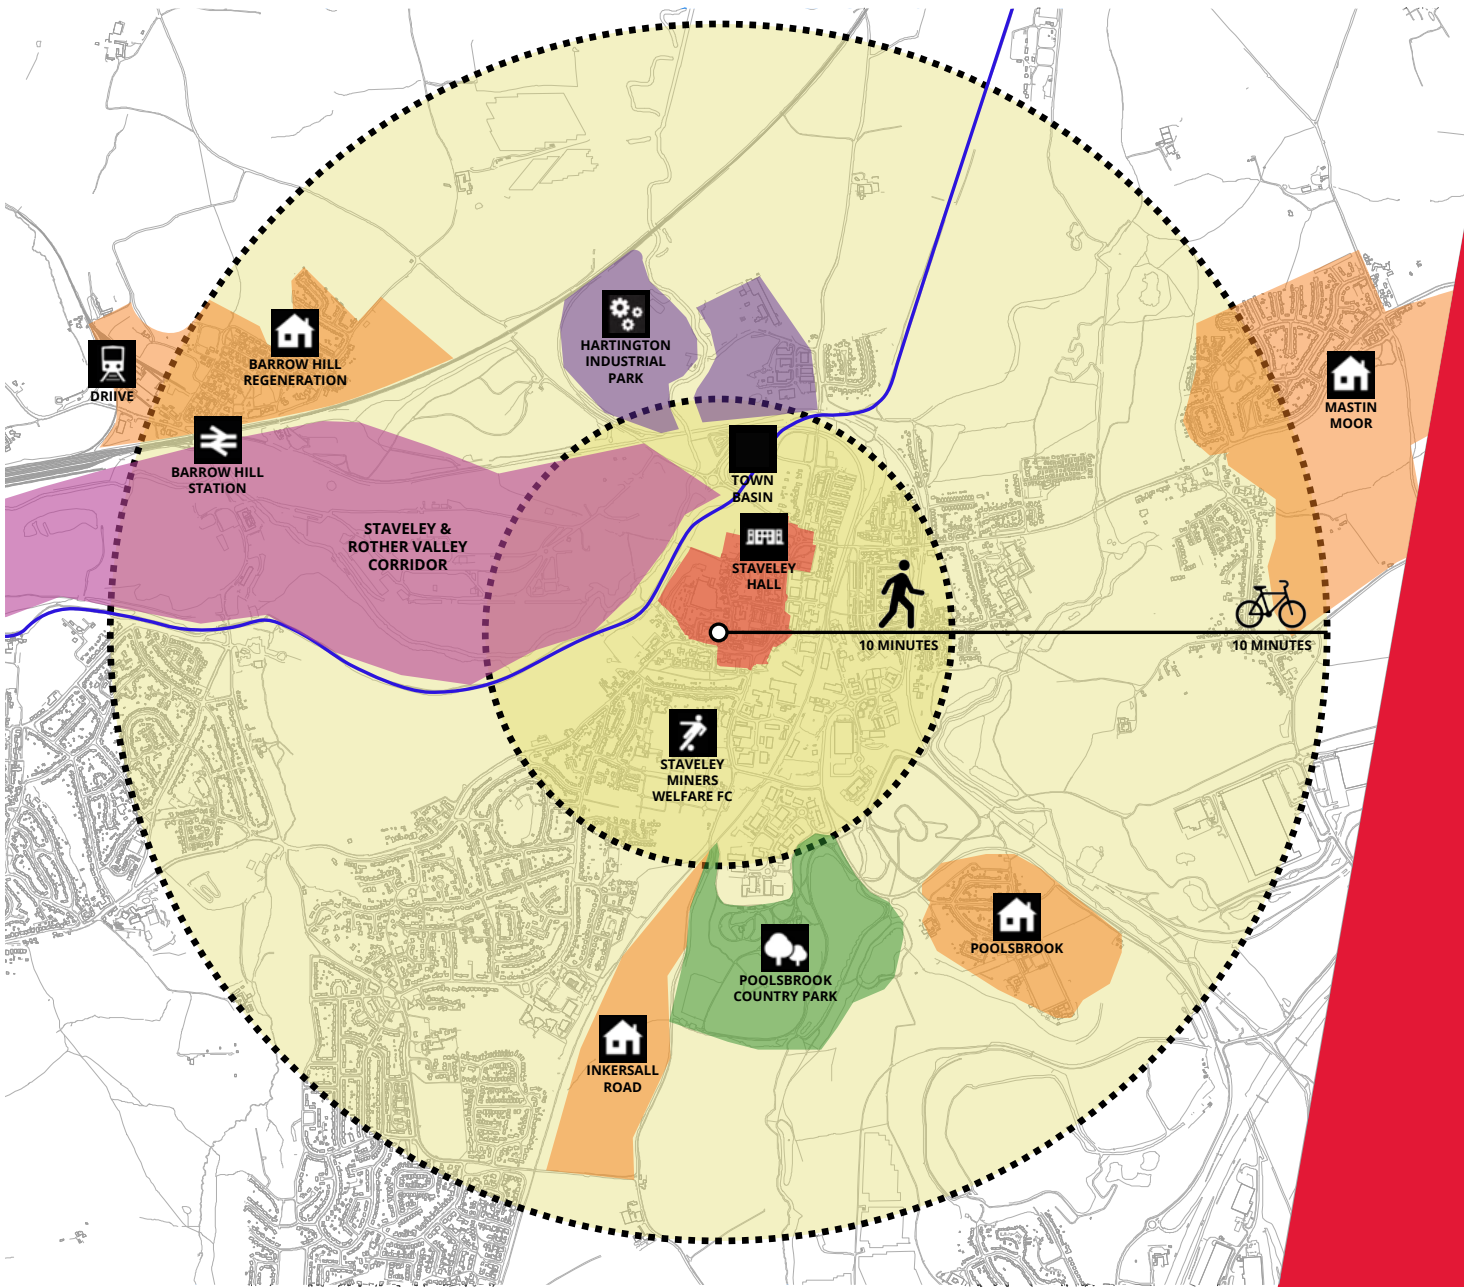 HARTINGTON
INDUSTRIAL
PARK
BARROW HILL
REGENERATION
DRIIVE
MASTIN
MOOR
BARROW HILL
STATION
TOWN
BASIN
STAVELEY &
ROTHER VALLEY
CORRIDOR
STAVELEY
HALL
10 MINUTES
10 MINUTES
STAVELEY
MINERS
WELFARE FC
POOLSBROOK
POOLSBROOK
COUNTRY PARK
INKERSALL
ROAD